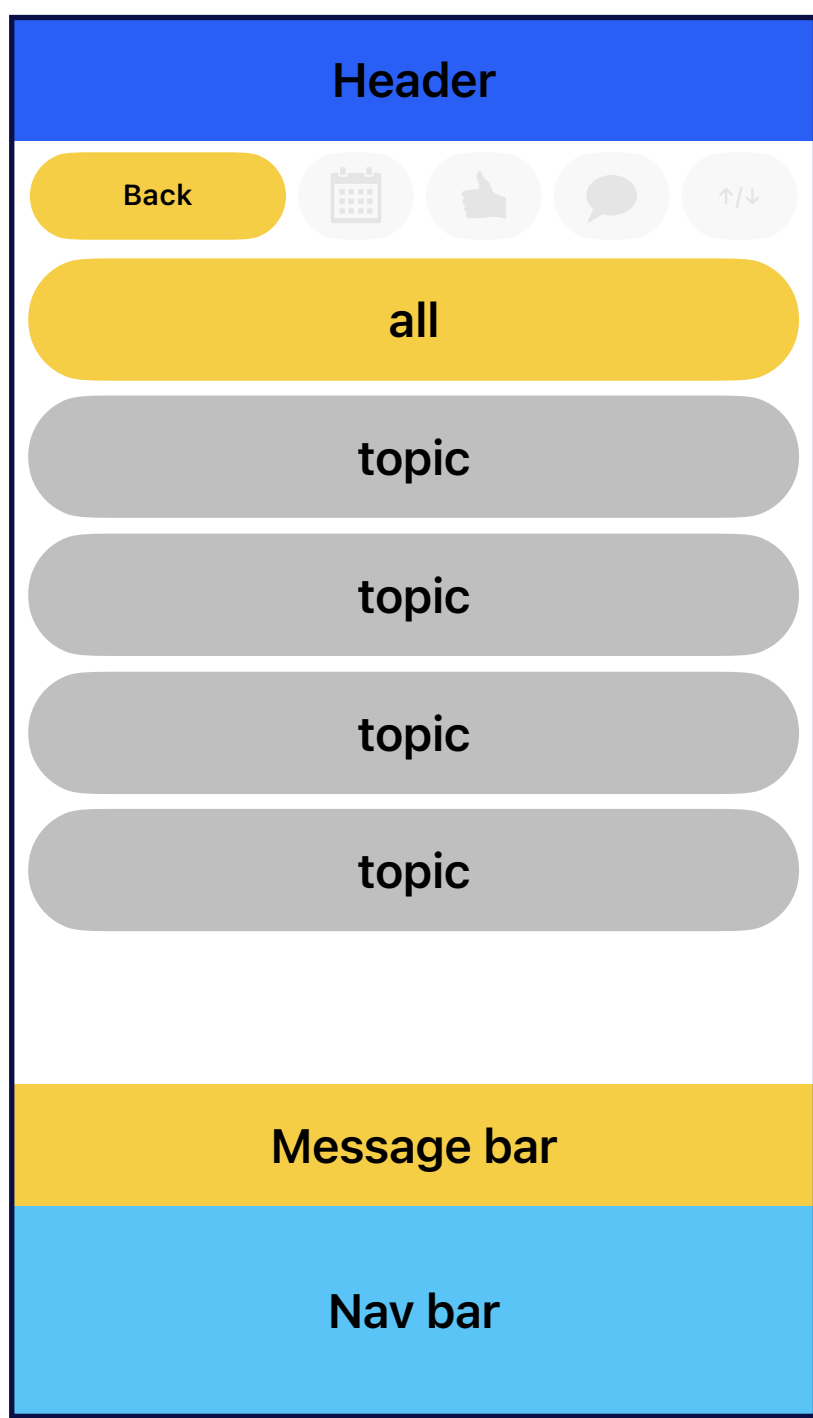 Header
Back
↑/↓
all
topic
topic
topic
topic
Message bar
Nav bar